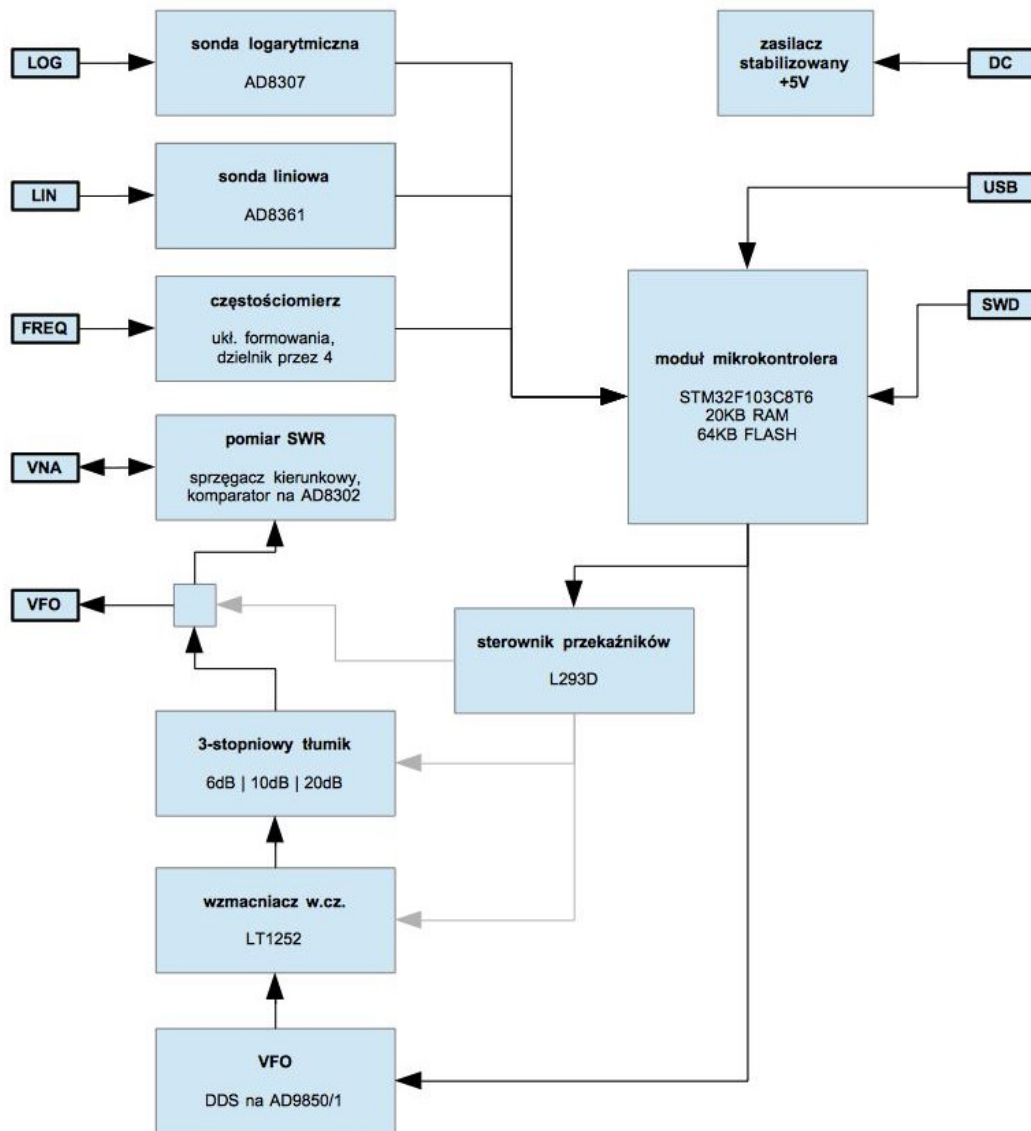 LOG
sonda logarytmiczna
AD8307
zasilacz
stabilizowany
+5V
DC
LIN
sonda liniowa
AD8361
USB
FREQ
częstościomierz
ukł. formowania,
dzielnik przez 4
SWD
moduł mikrokontrolera
STM32F103C8T6
20KB RAM
64KB FLASH
VNA
pomiar SWR
sprzęgacz kierunkowy,
komparator na AD8302
VFO
sterownik przekaźników
L293D
3-stopniowy tłumik
6dB | 10dB | 20dB
wzmacniacz w.cz.
LT1252
VFO
DDS na AD9850/1